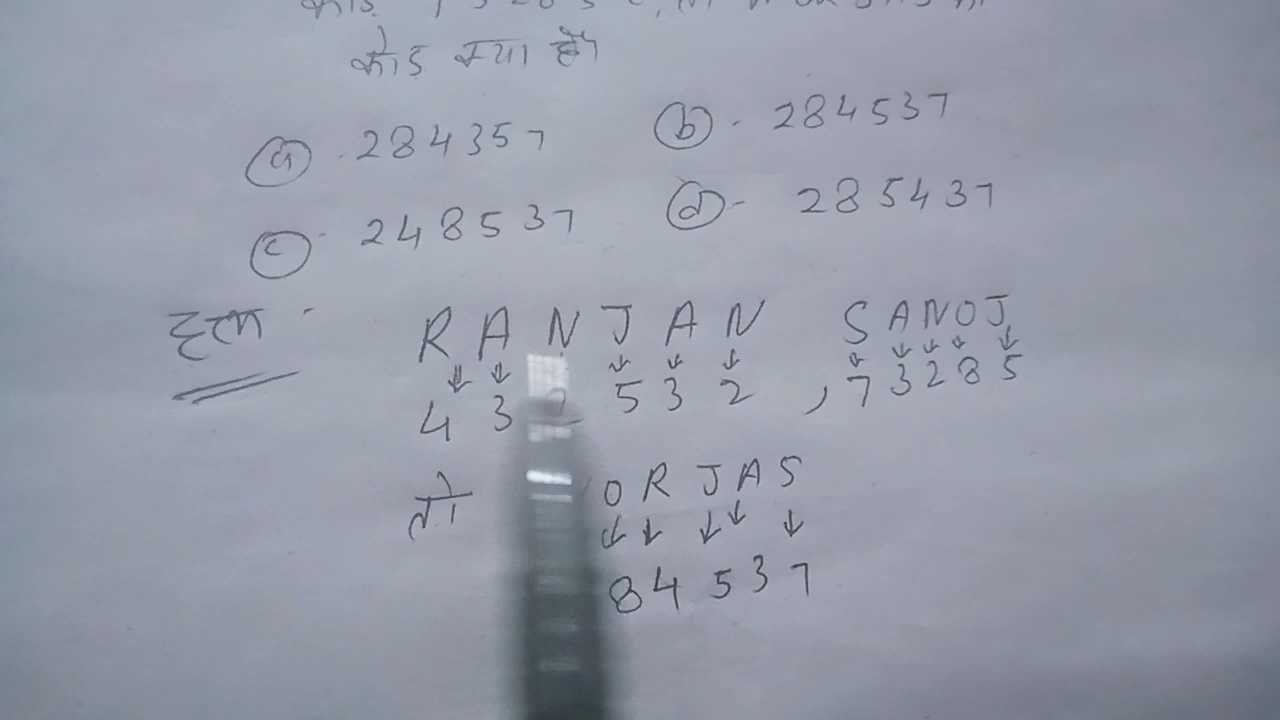 कोड क्या है?
(a) . 284357 (b) . 284537
(c) 248537 (d) - 285437
हल -
R A N J A N S A N O J
↓ ↓ ↓ ↓ ↓ ↓ ↓ ↓ ↓ ↓
4 3 2 5 3 2 , 7 3 2 8 5
तो O R J A S
↓ ↓ ↓ ↓ ↓
8 4 5 3 7